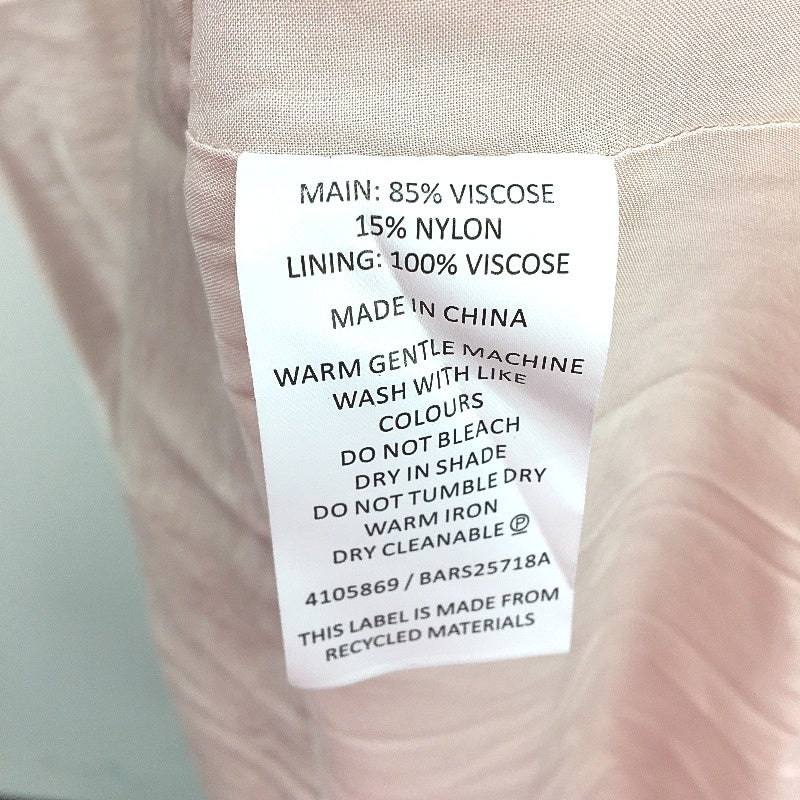 MAIN: 85% VISCOSE
15% NYLON
LINING: 100% VISCOSE
MADE IN CHINA
WARM GENTLE MACHINE
WASH WITH LIKE
COLOURS
DO NOT BLEACH
DRY IN SHADE
DO NOT TUMBLE DRY
WARM IRON
DRY CLEANABLE Ⓟ
4105869 / BARS25718A
THIS LABEL IS MADE FROM
RECYCLED MATERIALS